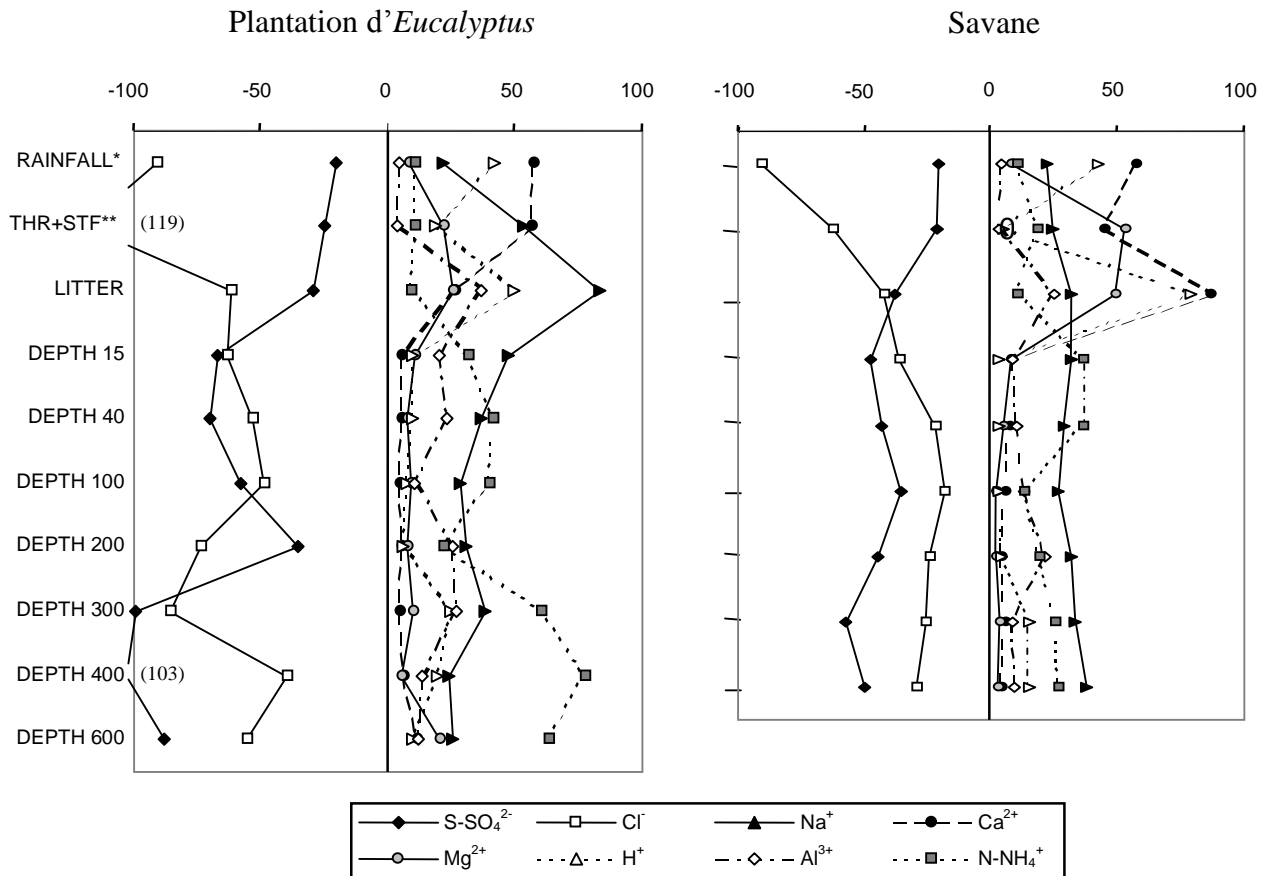 Plantation d'Eucalyptus
Savane
-100 -50 0 50 100
-100 -50 0 50 100
RAINFALL*
THR+STF** (119)
LITTER
DEPTH 15
DEPTH 40
DEPTH 100
DEPTH 200
DEPTH 300
DEPTH 400 (103)
DEPTH 600
S-SO₄²⁻ Cl⁻ Na⁺ Ca²⁺
Mg²⁺ H⁺ Al³⁺ N-NH₄⁺